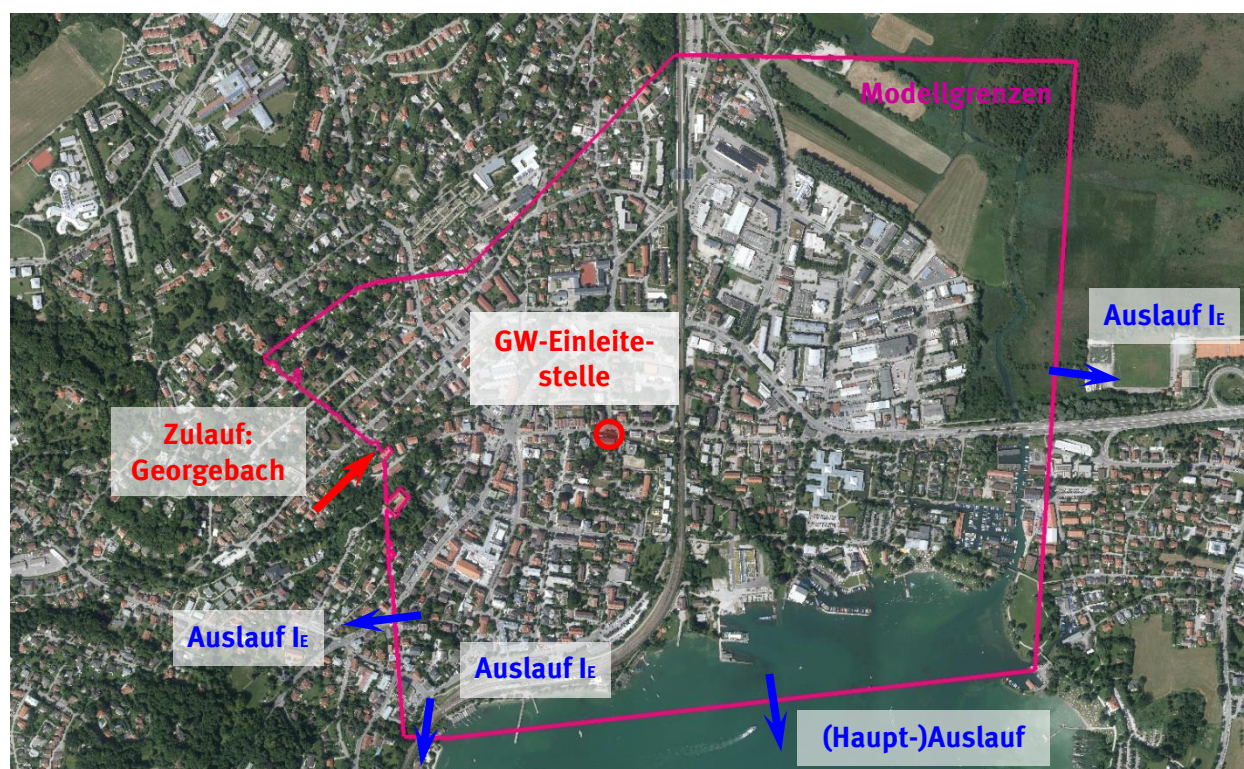 Modellgrenzen
Auslauf IE
GW-Einleite-
stelle
Zulauf:
Georgebach
Auslauf IE
Auslauf IE
(Haupt-)Auslauf